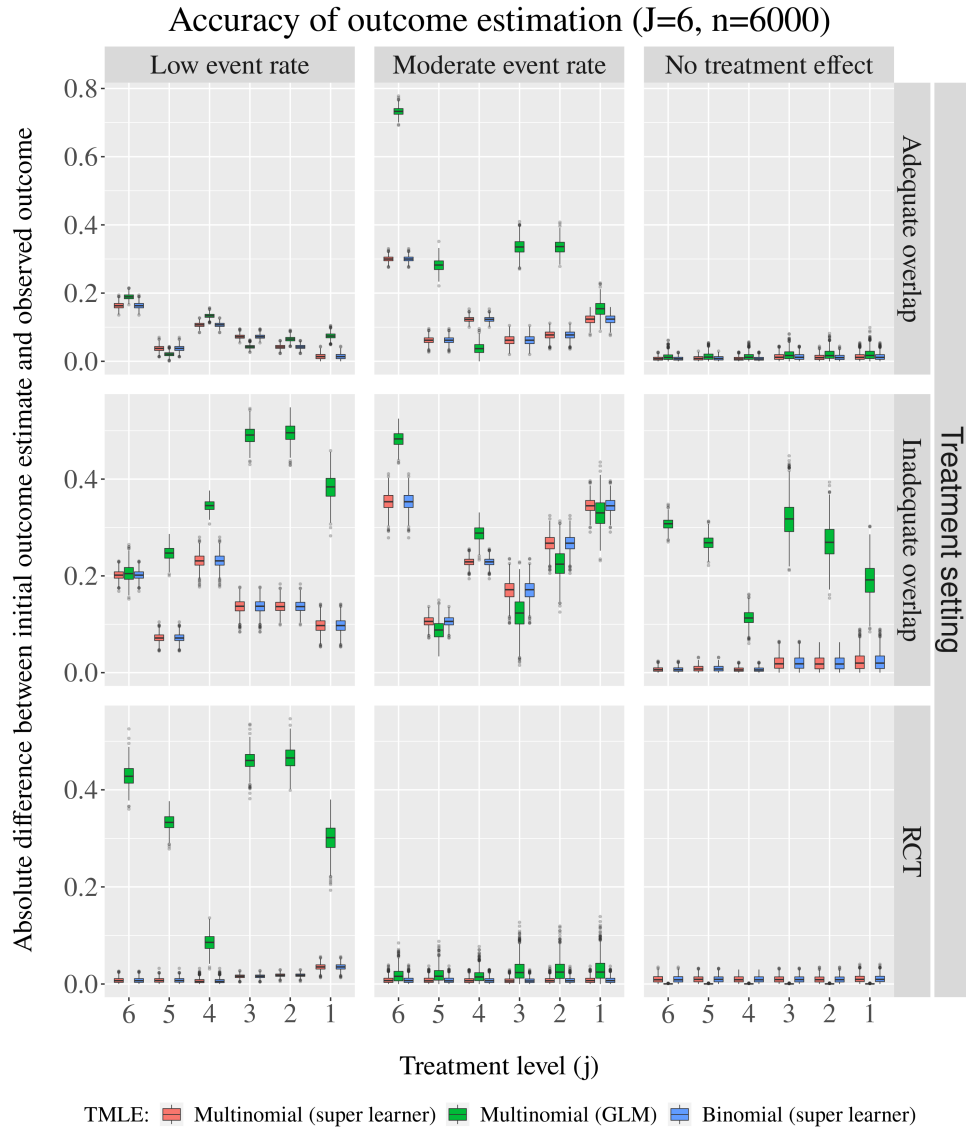 Accuracy of outcome estimation (J=6, n=6000)
Low event rate
Moderate event rate
No treatment effect
Absolute difference between initial outcome estimate and observed outcome
0.8
0.6
0.4
0.2
0.0
Adequate overlap
0.4
0.2
0.0
Inadequate overlap
Treatment setting
0.4
0.2
0.0
RCT
6 5 4 3 2 1
6 5 4 3 2 1
6 5 4 3 2 1
Treatment level (j)
TMLE: Multinomial (super learner) Multinomial (GLM) Binomial (super learner)